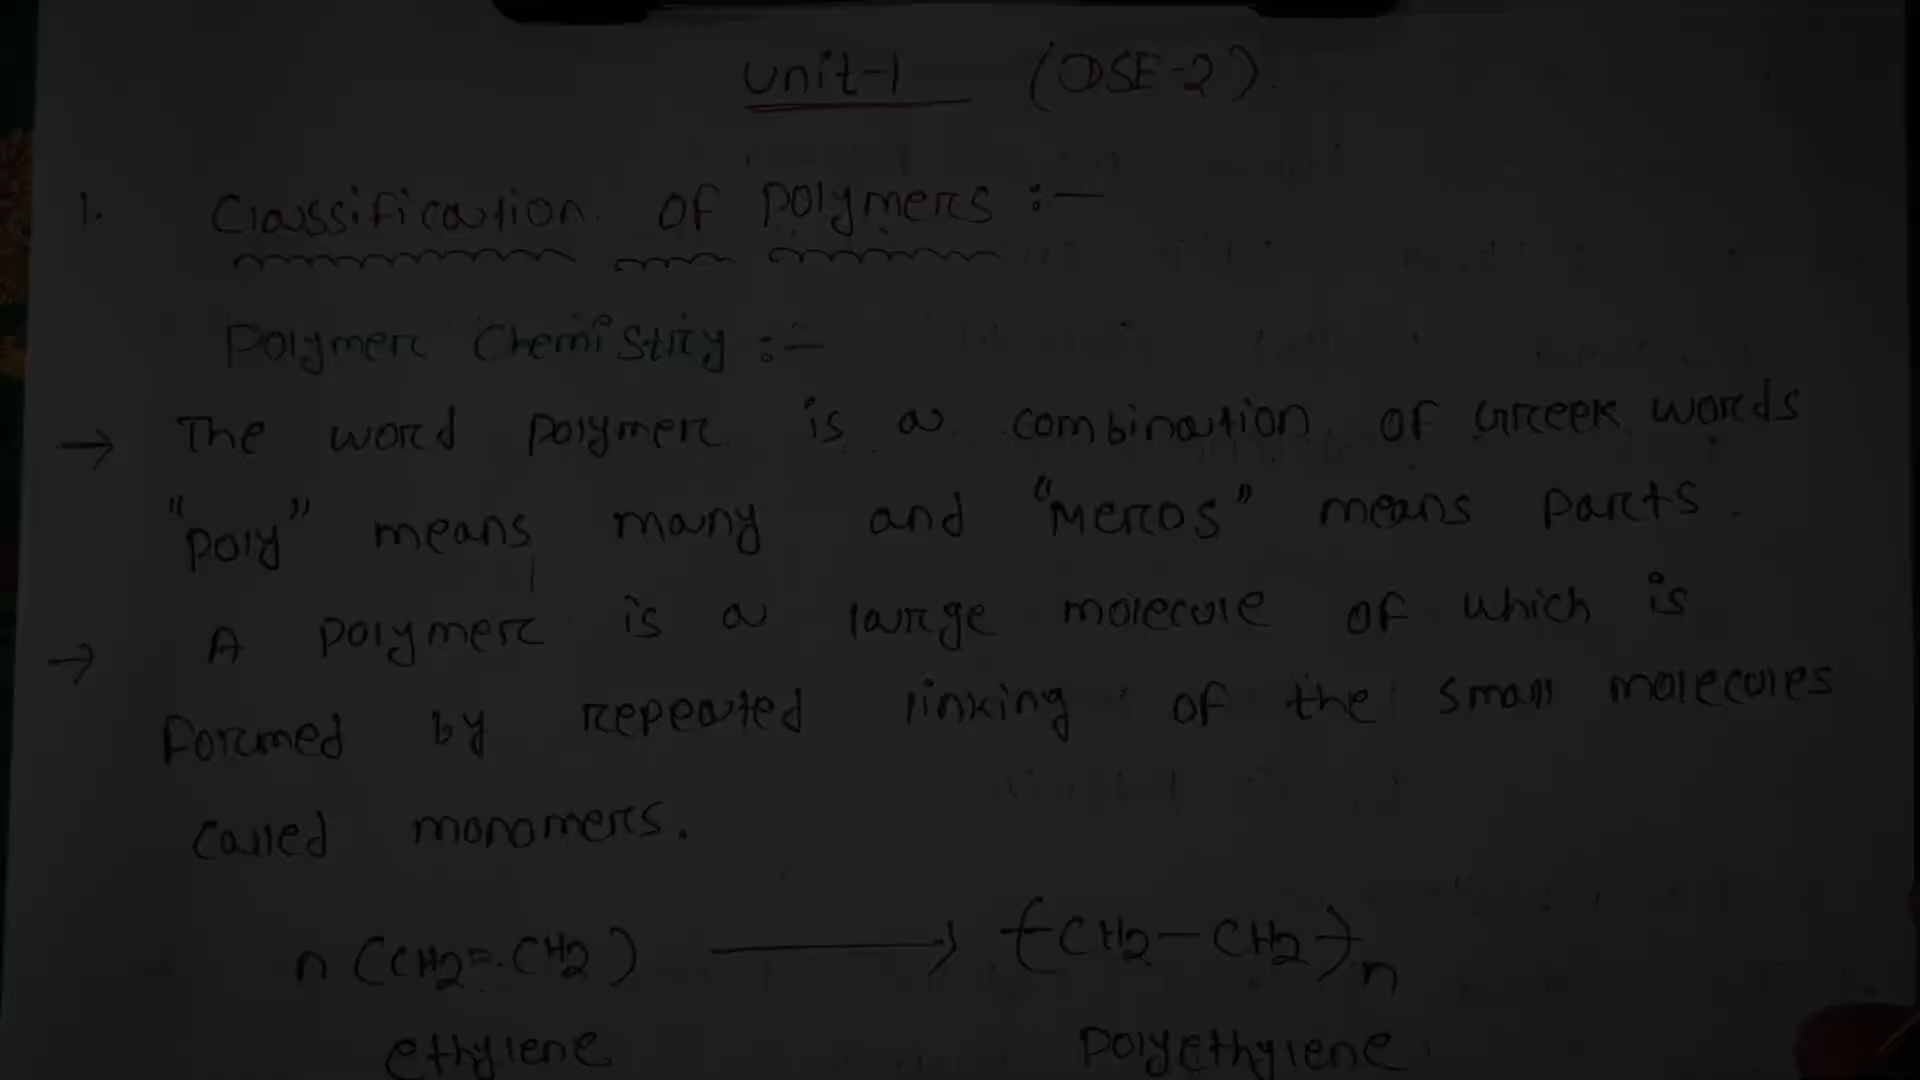 Unit-1 (DSE-2)
1. Classification of polymers :-
Polymer Chemistry :-
→ The word polymer is a combination of Greek words
"poly" means many and "Meros" means parts.
→ A polymer is a large molecule of which is
formed by repeated linking of the small molecules
called monomers.
n (CH2=CH2) ⟶ -(CH2-CH2)-n
ethylene Polyethylene